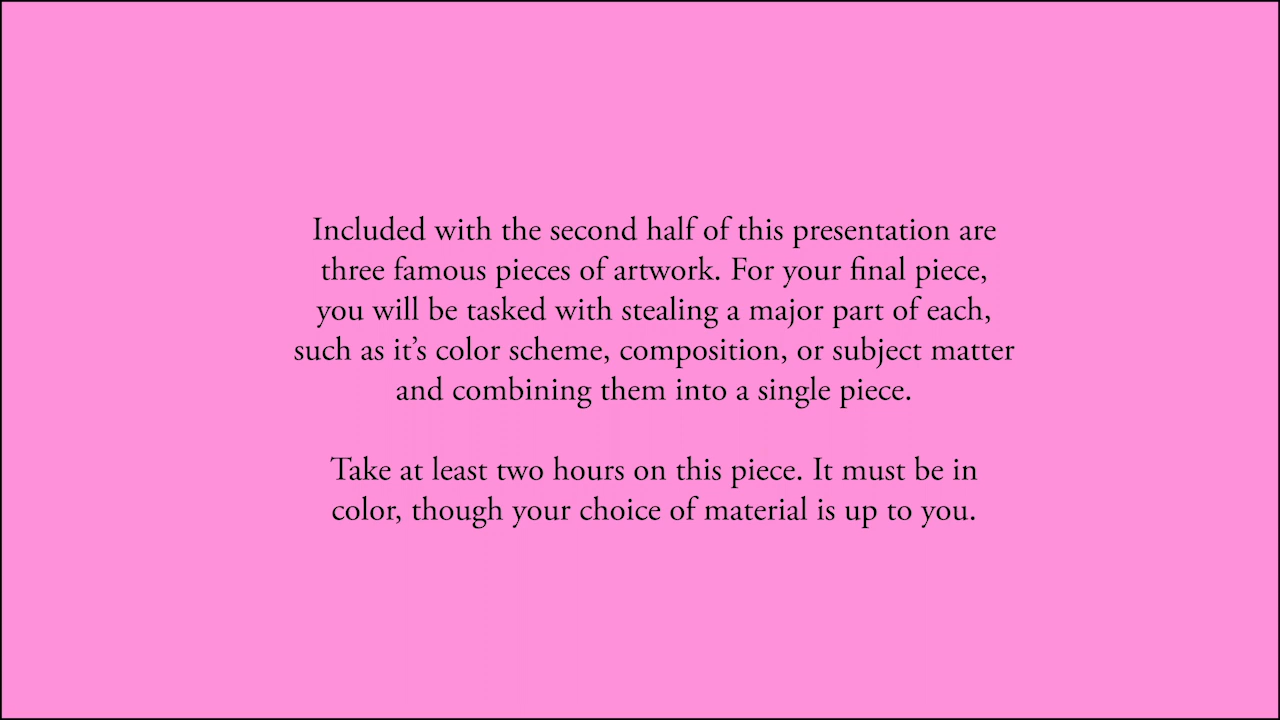 Included with the second half of this presentation are
three famous pieces of artwork. For your final piece,
you will be tasked with stealing a major part of each,
such as it’s color scheme, composition, or subject matter
and combining them into a single piece.
Take at least two hours on this piece. It must be in
color, though your choice of material is up to you.